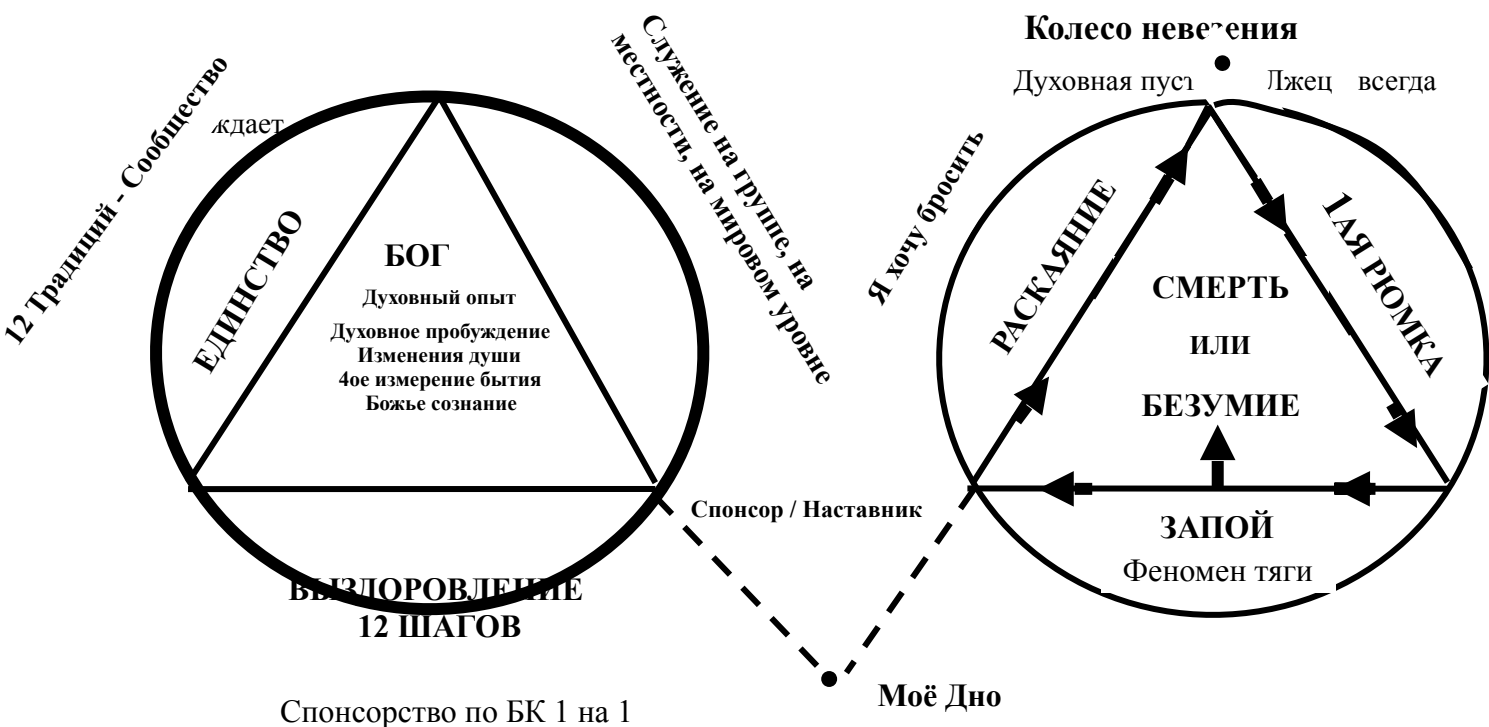 12 Традиций - Сообщество
ЕДИНСТВО
БОГ
Духовный опыт
Духовное пробуждение
Изменения души
4ое измерение бытия
Божье сознание
Служение на группе, на
местности, на мировом уровне
ВЫЗДОРОВЛЕНИЕ
12 ШАГОВ
Спонсорство по БК 1 на 1
Спонсор / Наставник
Моё Дно
Колесо
Духовная
Лжец всегда
Я хочу бросить
РАСКАЯНИЕ
1АЯ РЮМКА
СМЕРТЬ
ИЛИ
БЕЗУМИЕ
ЗАПОЙ
Феномен тяги